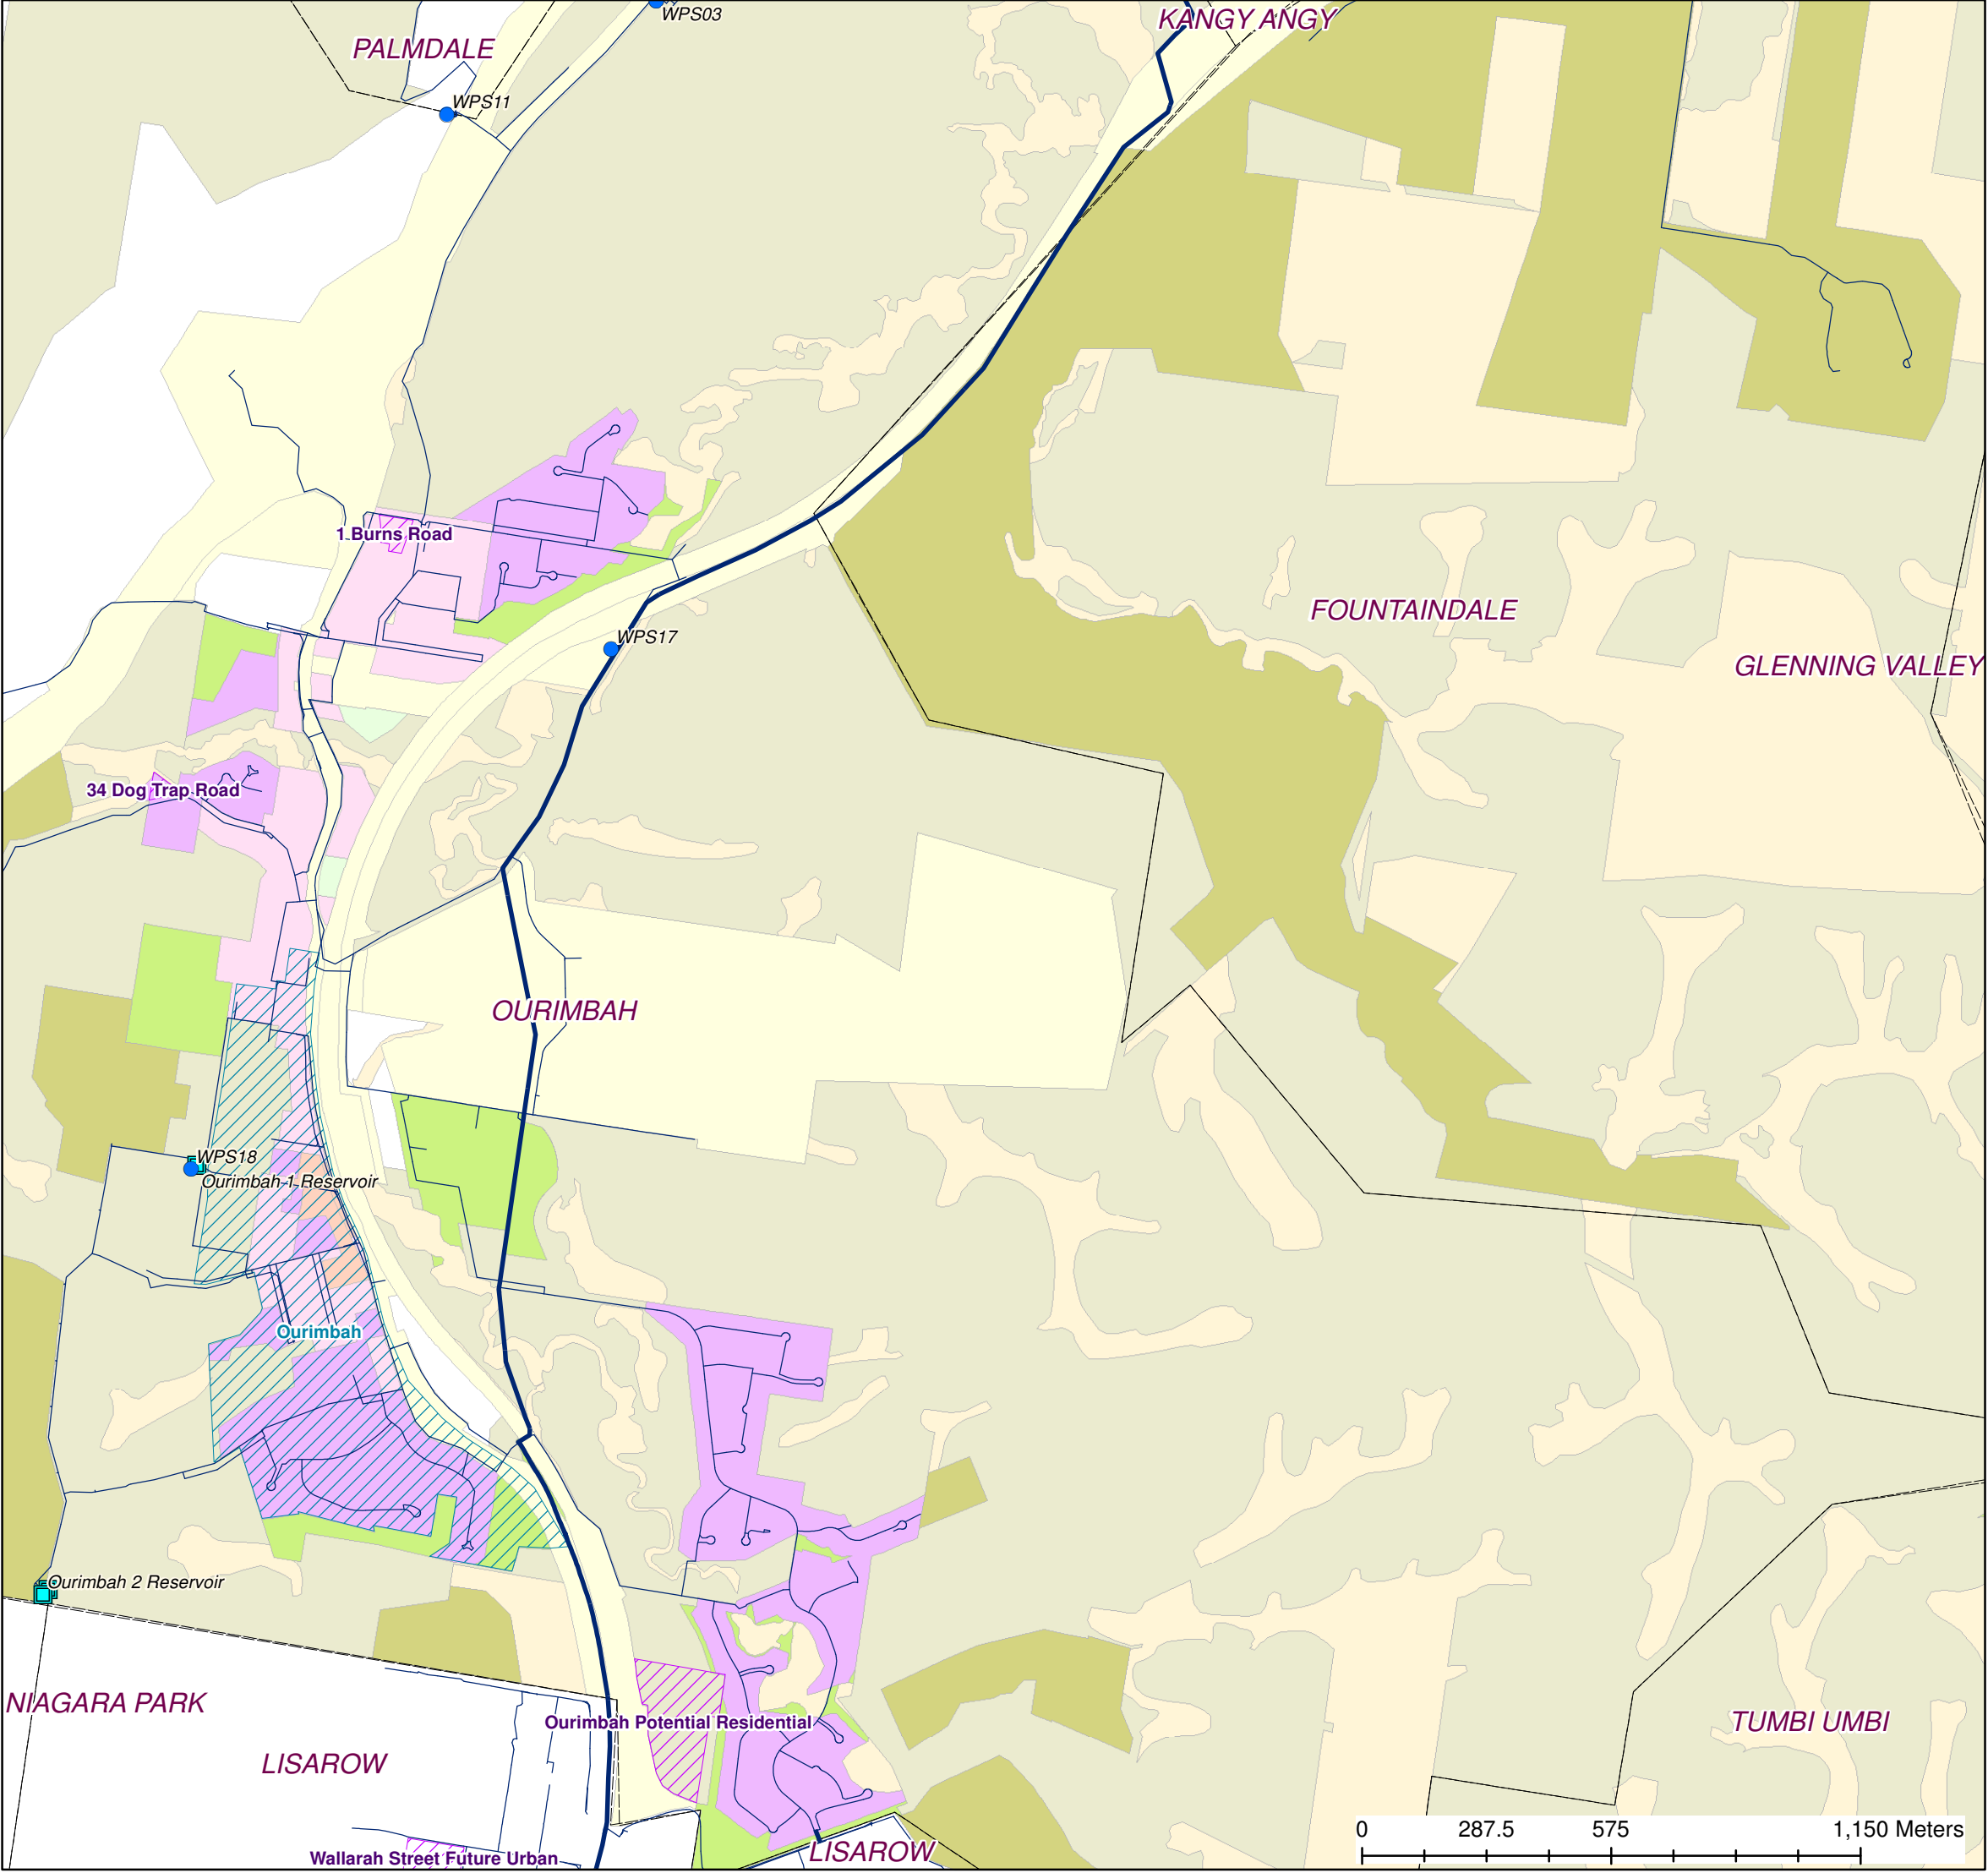 WPS03
KANGY ANGY
PALMDALE
WPS11
1 Burns Road
FOUNTAINDALE
WPS17
GLENNING VALLEY
34 Dog Trap Road
OURIMBAH
WPS18
Ourimbah 1 Reservoir
Ourimbah
Ourimbah 2 Reservoir
NIAGARA PARK
Ourimbah Potential Residential
TUMBI UMBI
LISAROW
0 287.5 575 1,150 Meters
LISAROW
Wallarah Street Future Urban